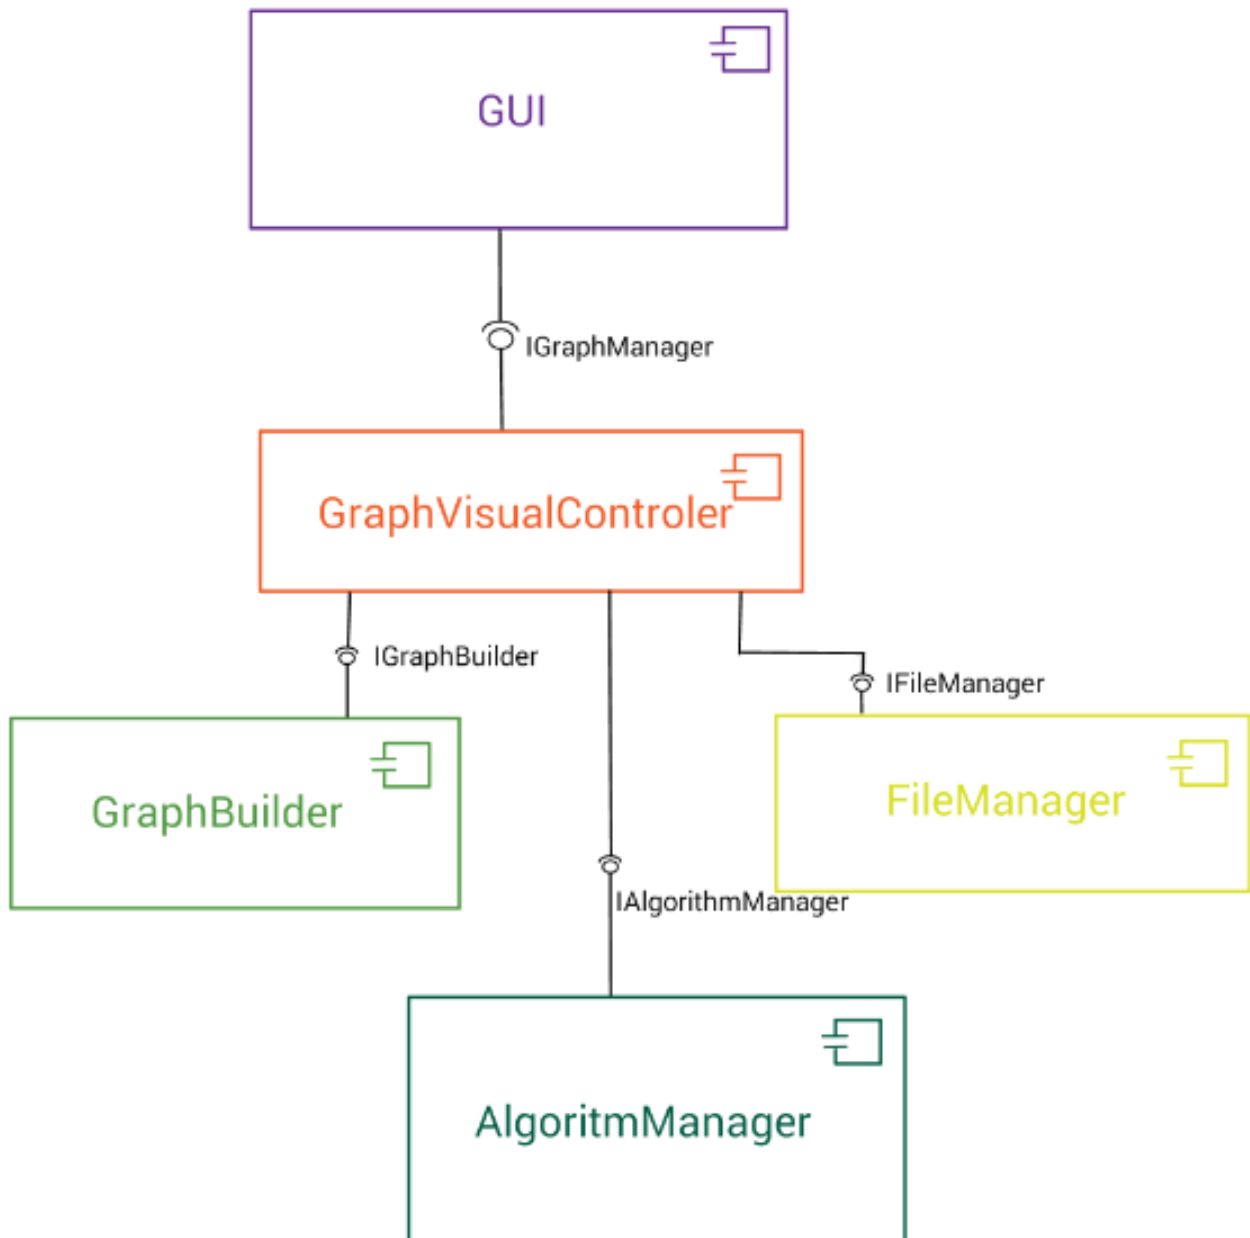 GUI
IGraphManager
GraphVisualControler
IGraphBuilder
IFileManager
GraphBuilder
FileManager
IAlgorithmManager
AlgoritmManager